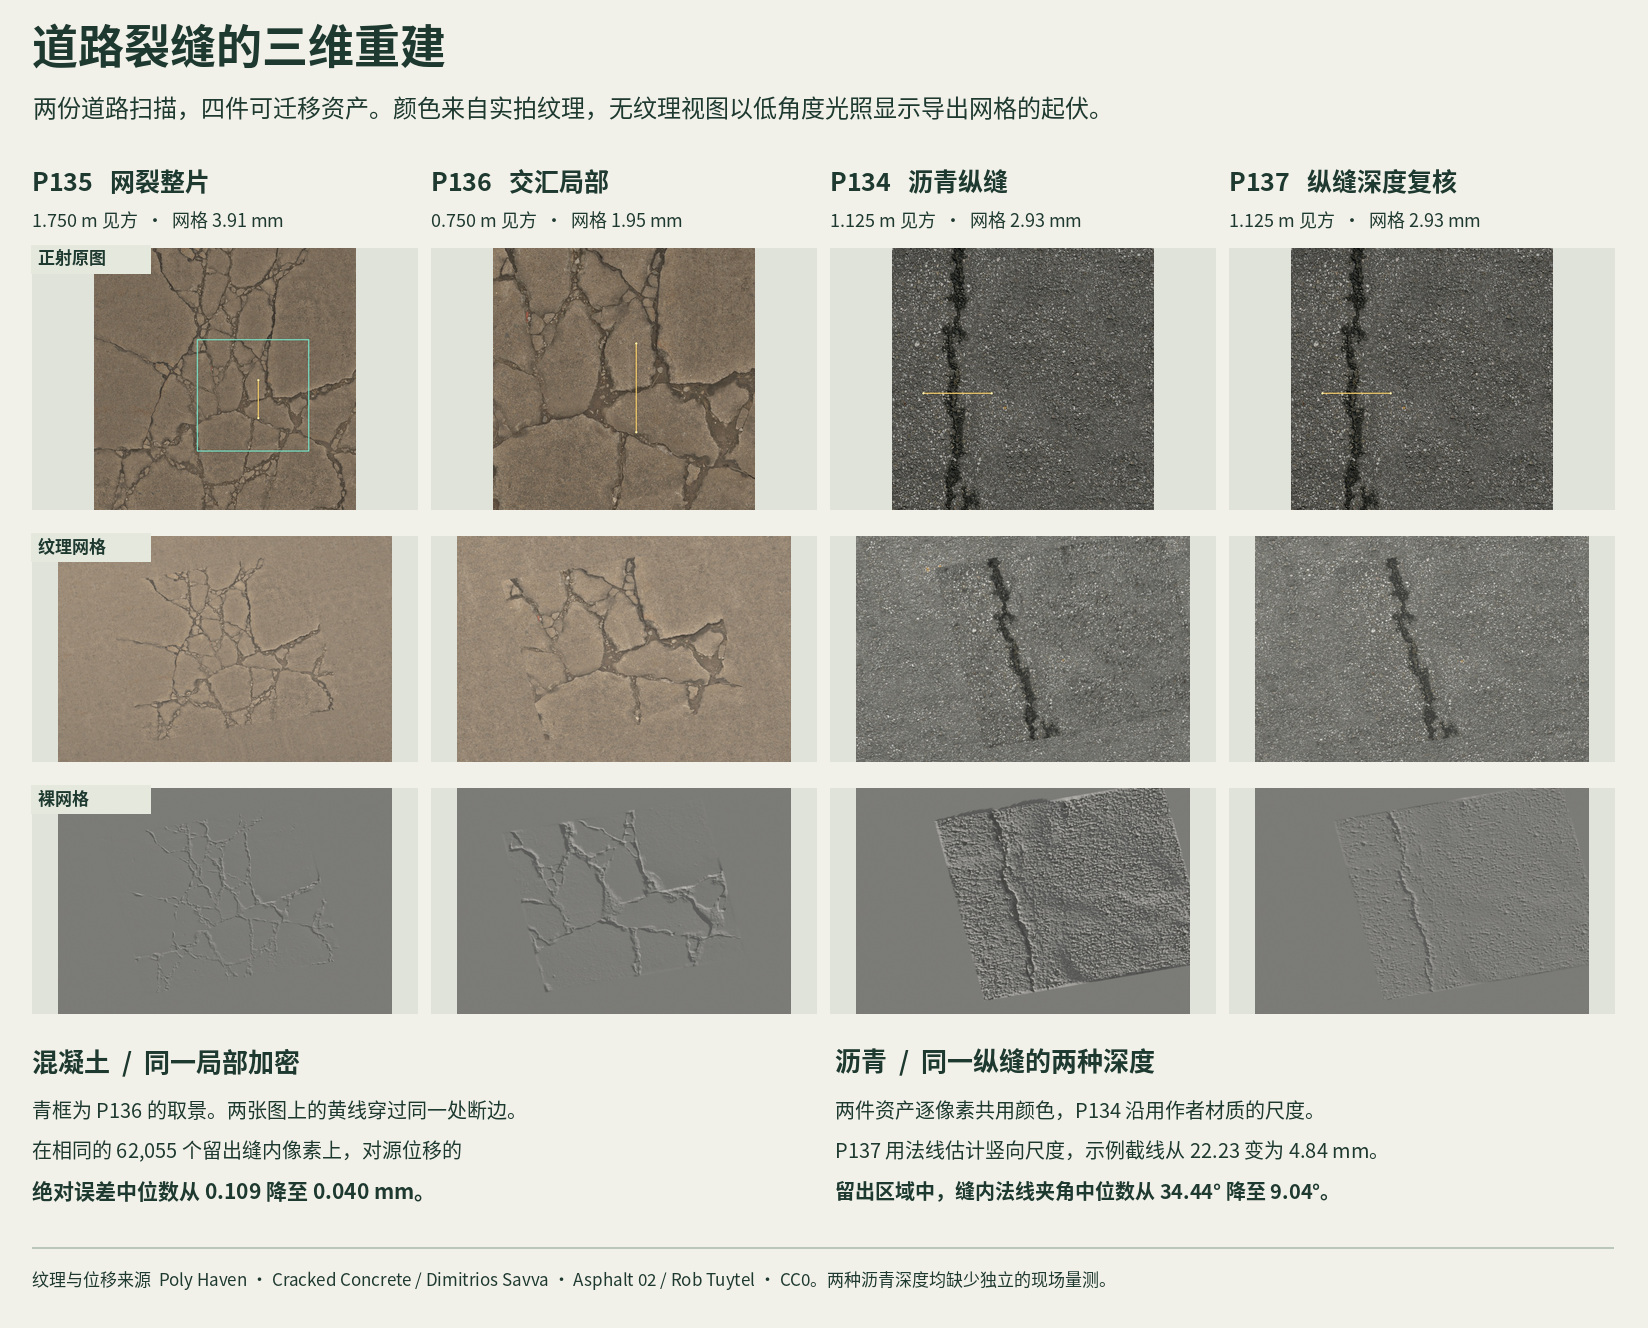 道路裂缝的三维重建
两份道路扫描，四件可迁移资产。颜色来自实拍纹理，无纹理视图以低角度光照显示导出网格的起伏。
P135 网裂整片
1.750 m 见方 · 网格 3.91 mm
P136 交汇局部
0.750 m 见方 · 网格 1.95 mm
P134 沥青纵缝
1.125 m 见方 · 网格 2.93 mm
P137 纵缝深度复核
1.125 m 见方 · 网格 2.93 mm
正射原图
纹理网格
裸网格
混凝土 / 同一局部加密
青框为 P136 的取景。两张图上的黄线穿过同一处断边。
在相同的 62,055 个留出缝内像素上，对源位移的
绝对误差中位数从 0.109 降至 0.040 mm。
沥青 / 同一纵缝的两种深度
两件资产逐像素共用颜色，P134 沿用作者材质的尺度。
P137 用法线估计竖向尺度，示例截线从 22.23 变为 4.84 mm。
留出区域中，缝内法线夹角中位数从 34.44° 降至 9.04°。
纹理与位移来源 Poly Haven · Cracked Concrete / Dimitrios Savva · Asphalt 02 / Rob Tuytel · CC0。两种沥青深度均缺少独立的现场量测。